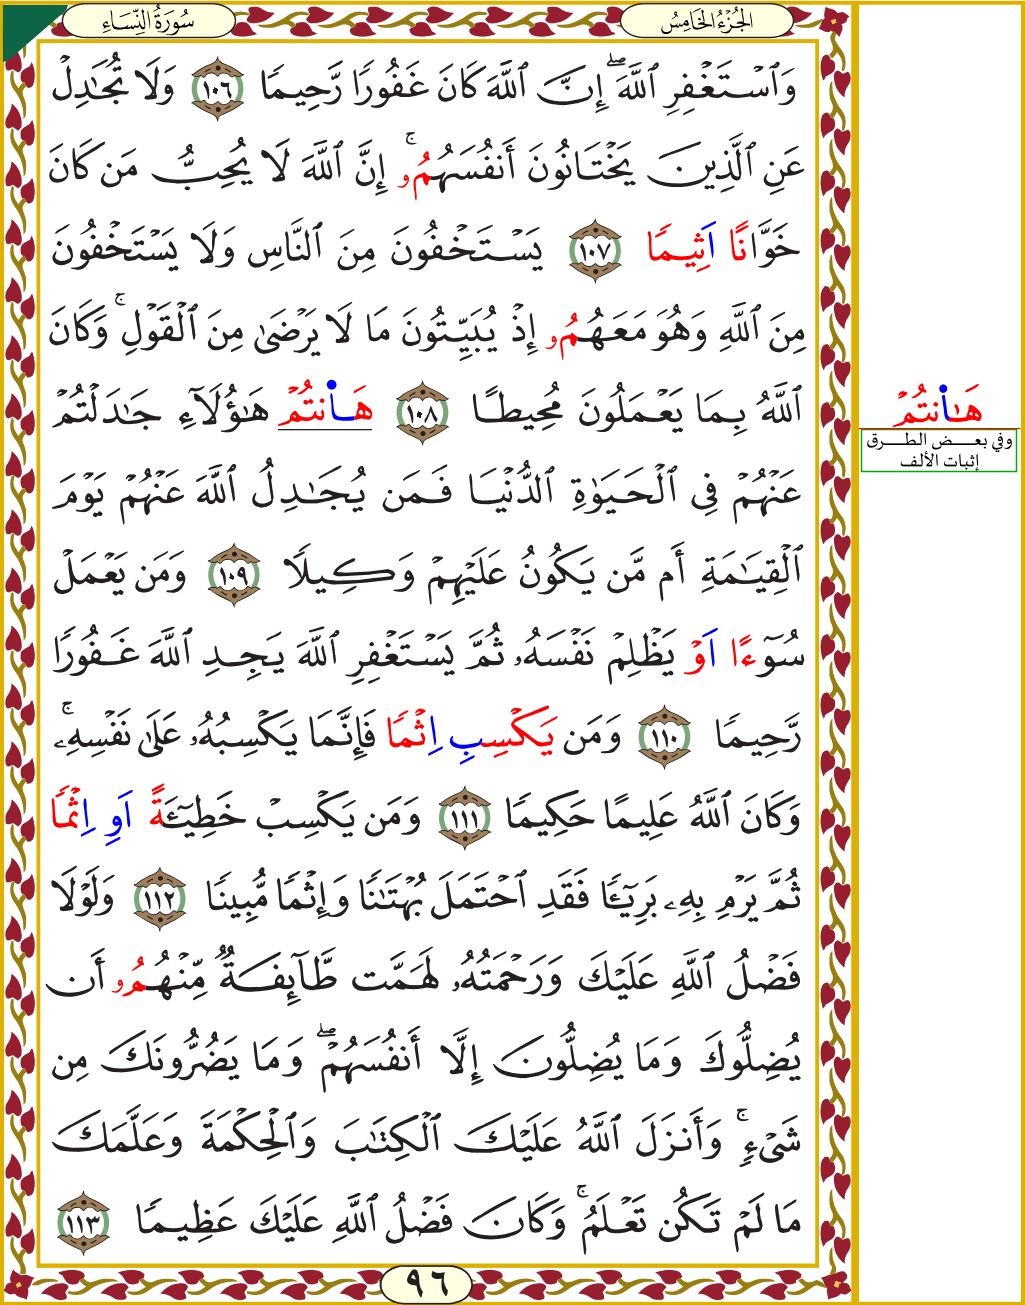 الجُزْءُ الخَامِسُ
سُورَةُ النِّسَاءِ
وَٱسْتَغْفِرِ ٱللَّهَۖ إِنَّ ٱللَّهَ كَانَ غَفُورًا رَّحِيمًا ١٠٦ وَلَا تُجَٰدِلْ
عَنِ ٱلَّذِينَ يَخْتَانُونَ أَنفُسَهُمُۥۚ إِنَّ ٱللَّهَ لَا يُحِبُّ مَن كَانَ
خَوَّانًا اَثِيمًا ١٠٧ يَسْتَخْفُونَ مِنَ ٱلنَّاسِ وَلَا يَسْتَخْفُونَ
مِنَ ٱللَّهِ وَهُوَ مَعَهُمُۥ إِذْ يُبَيِّتُونَ مَا لَا يَرْضَىٰ مِنَ ٱلْقَوْلِۚ وَكَانَ
ٱللَّهُ بِمَا يَعْمَلُونَ مُحِيطًا ١٠٨ هَـا۬نتُمْ هَٰٓؤُلَآءِ جَٰدَلْتُمْ
عَنْهُمْ فِي ٱلْحَيَوٰةِ ٱلدُّنْيَا فَمَن يُجَٰدِلُ ٱللَّهَ عَنْهُمْ يَوْمَ
ٱلْقِيَٰمَةِ أَم مَّن يَكُونُ عَلَيْهِمْ وَكِيلًا ١٠٩ وَمَن يَعْمَلْ
سُوٓءًا اَوْ يَظْلِمْ نَفْسَهُۥ ثُمَّ يَسْتَغْفِرِ ٱللَّهَ يَجِدِ ٱللَّهَ غَفُورًا
رَّحِيمًا ١١٠ وَمَن يَكْسِبِ اِثْمًا فَإِنَّمَا يَكْسِبُهُۥ عَلَىٰ نَفْسِهِۦۚ
وَكَانَ ٱللَّهُ عَلِيمًا حَكِيمًا ١١١ وَمَن يَكْسِبْ خَطِيٓـَٔةً اَوِ اِثْمًا
ثُمَّ يَرْمِ بِهِۦ بَرِيٓـًٔا فَقَدِ ٱحْتَمَلَ بُهْتَٰنًا وَإِثْمًا مُّبِينًا ١١٢ وَلَوْلَا
فَضْلُ ٱللَّهِ عَلَيْكَ وَرَحْمَتُهُۥ لَهَمَّت طَّآئِفَةٌ مِّنْهُمُۥ أَن
يُضِلُّوكَ وَمَا يُضِلُّونَ إِلَّا أَنفُسَهُمْۖ وَمَا يَضُرُّونَكَ مِن
شَيْءٍۚ وَأَنزَلَ ٱللَّهُ عَلَيْكَ ٱلْكِتَٰبَ وَٱلْحِكْمَةَ وَعَلَّمَكَ
مَا لَمْ تَكُن تَعْلَمُۚ وَكَانَ فَضْلُ ٱللَّهِ عَلَيْكَ عَظِيمًا ١١٣
٩٦
هَـٰا۬نتُمْ
وفي بعض الطرق
إثبات الألف